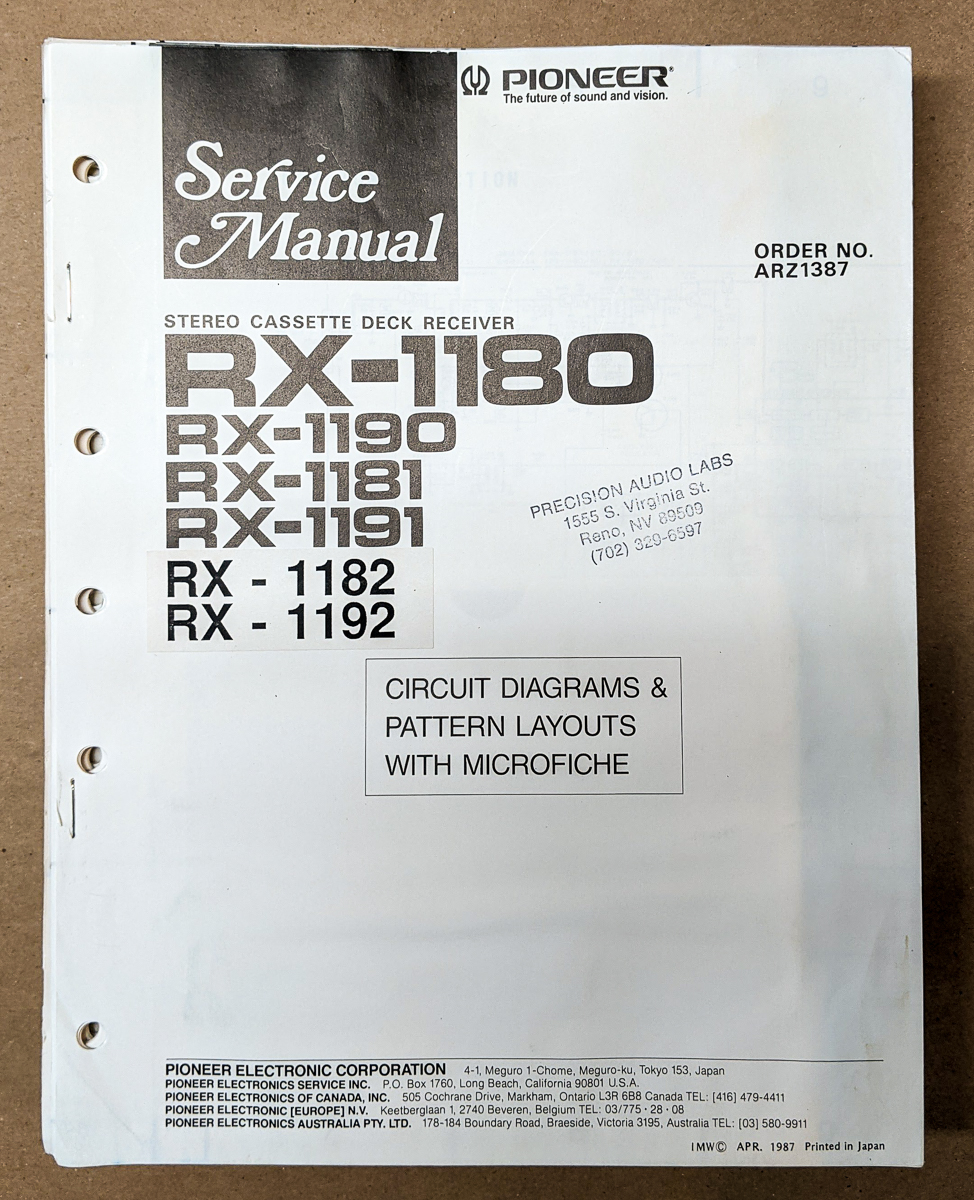 PIONEER®
The future of sound and vision.
Service
Manual
ORDER NO.
ARZ1387
STEREO CASSETTE DECK RECEIVER
RX-1180
RX-1190
RX-1181
RX-1191
RX - 1182
RX - 1192
PRECISION AUDIO LABS
1555 S. Virginia St.
Reno, NV 89509
(702) 329-6597
CIRCUIT DIAGRAMS &
PATTERN LAYOUTS
WITH MICROFICHE
PIONEER ELECTRONIC CORPORATION 4-1, Meguro 1-Chome, Meguro-ku, Tokyo 153, Japan
PIONEER ELECTRONICS SERVICE INC. P.O. Box 1760, Long Beach, California 90801 U.S.A.
PIONEER ELECTRONICS OF CANADA, INC. 505 Cochrane Drive, Markham, Ontario L3R 6B8 Canada TEL: [416] 479-4411
PIONEER ELECTRONIC [EUROPE] N.V. Keetberglaan 1, 2740 Beveren, Belgium TEL: 03/775・28・08
PIONEER ELECTRONICS AUSTRALIA PTY. LTD. 178-184 Boundary Road, Braeside, Victoria 3195, Australia TEL: [03] 580-9911
IMW© APR. 1987 Printed in Japan